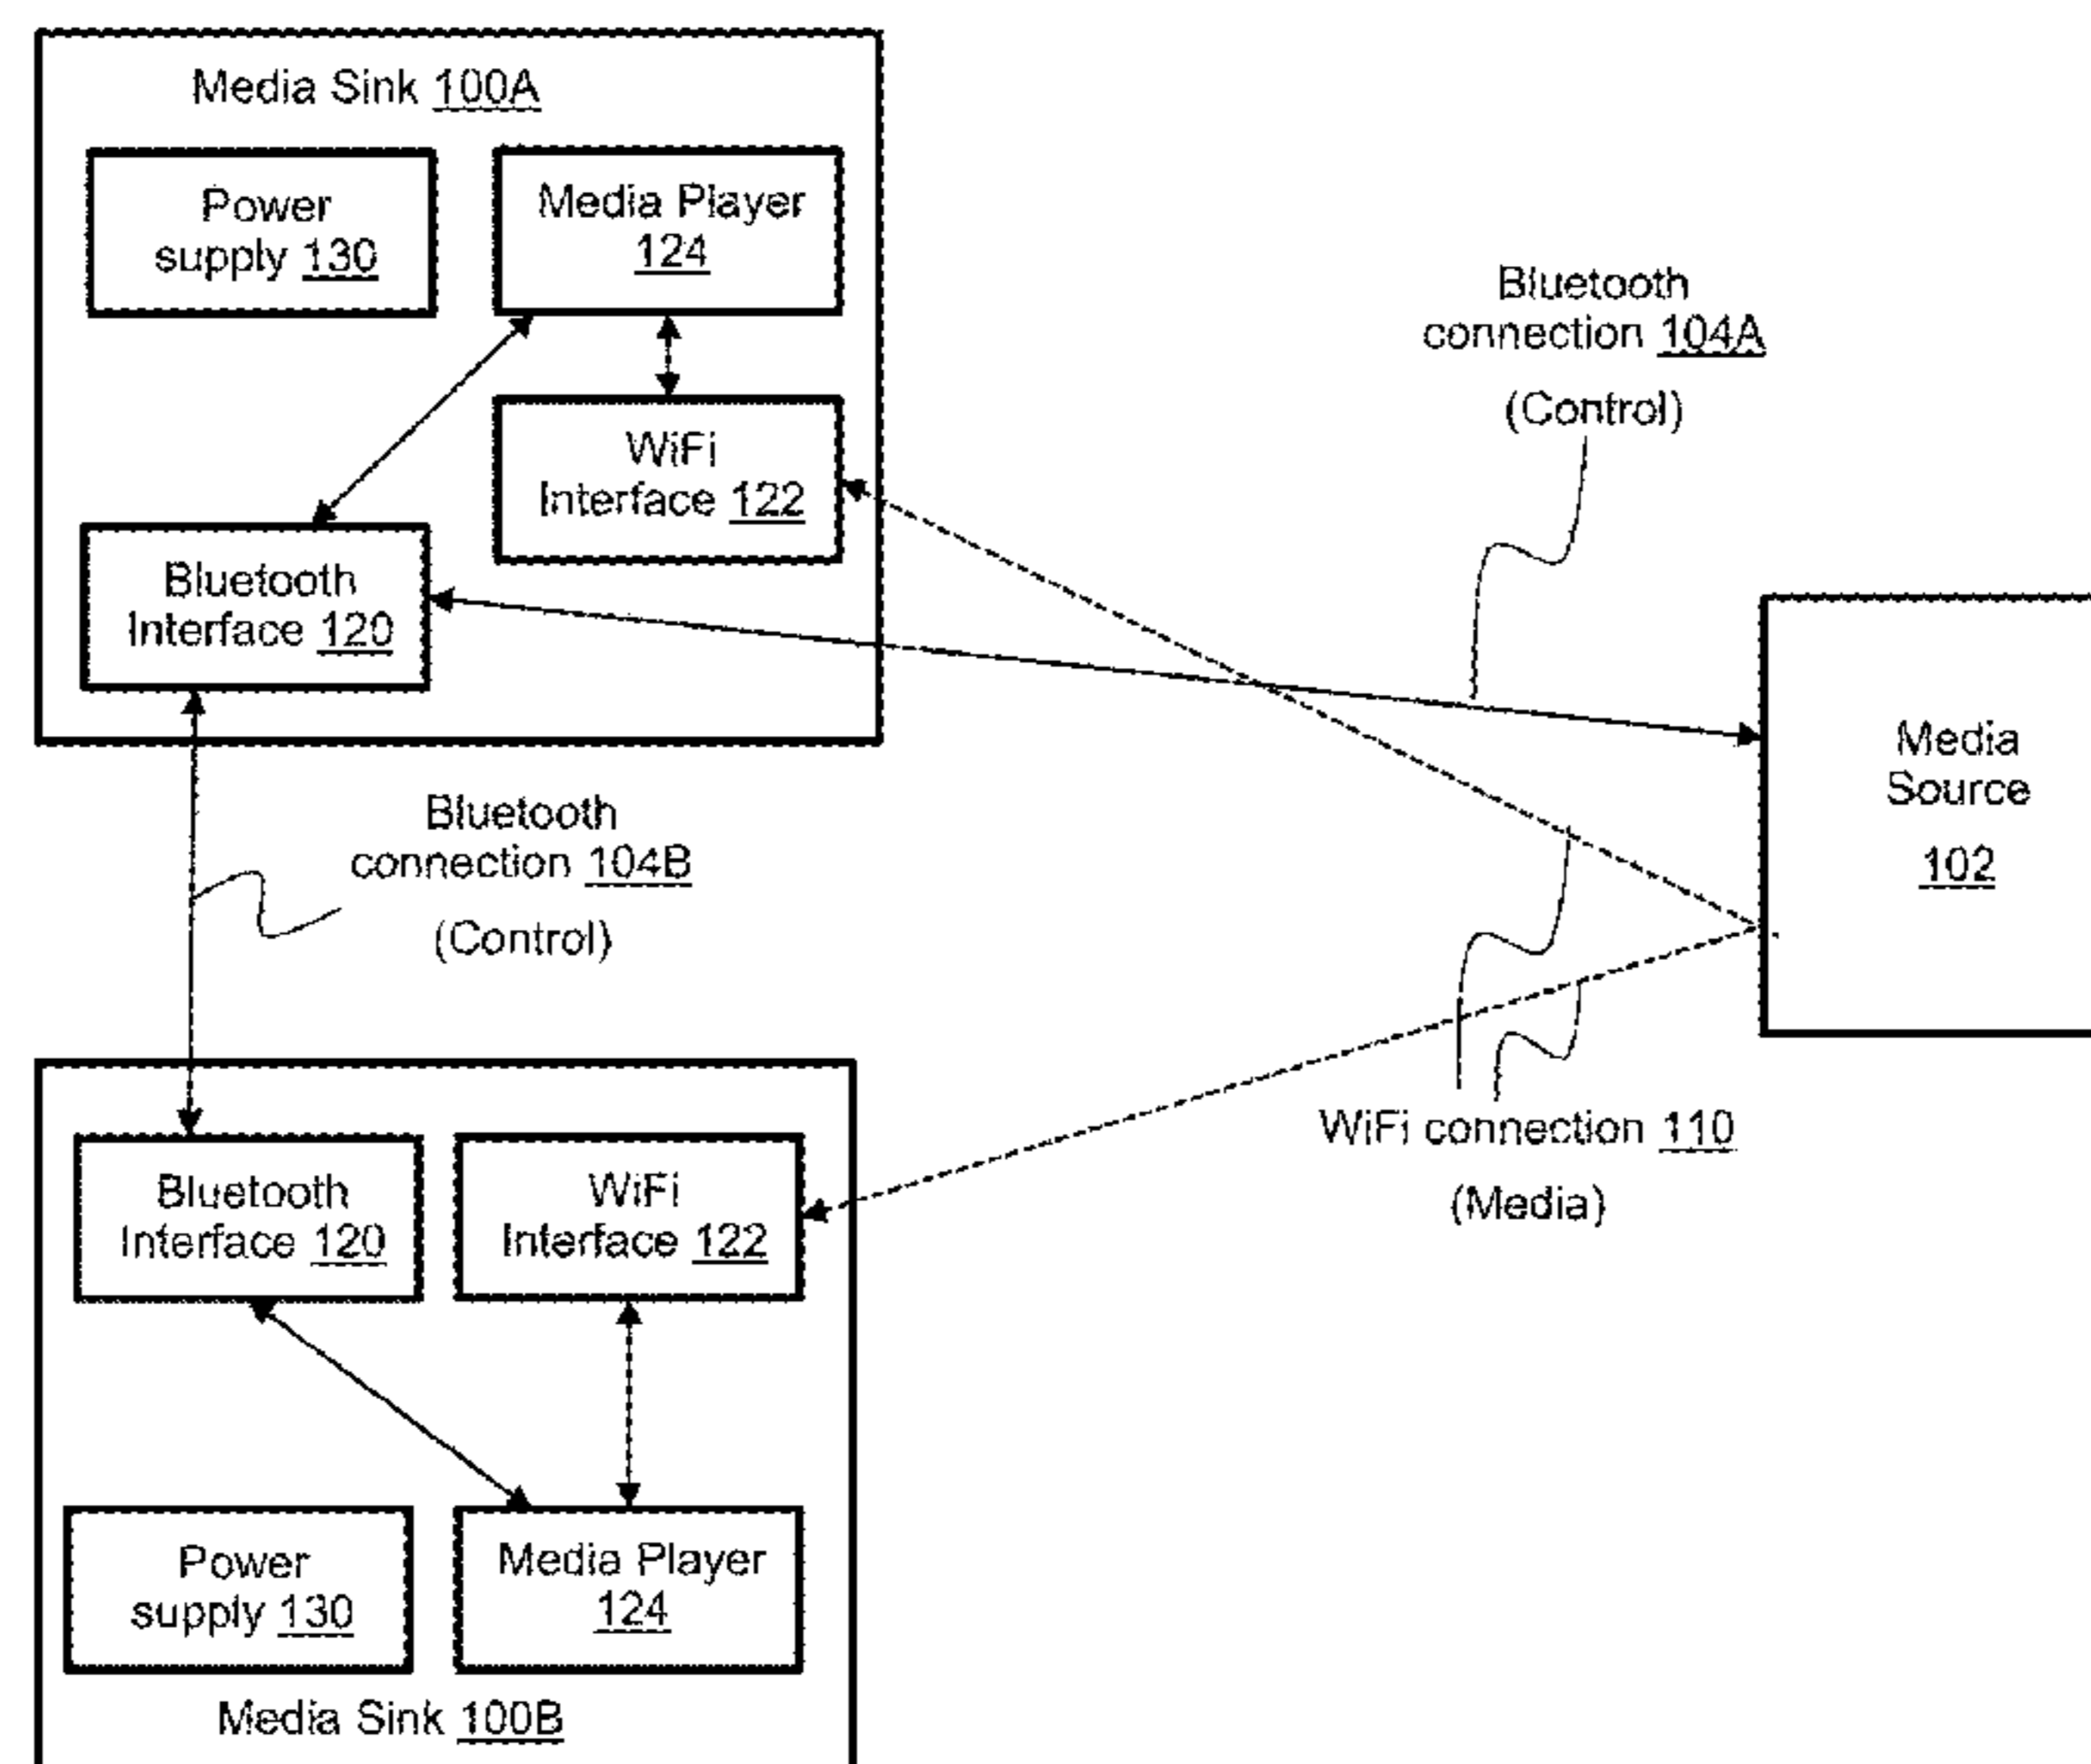 Media Sink 100A
Power
supply 130
Media Player
124
WiFi
Interface 122
Bluetooth
Interface 120
Bluetooth
connection 104A
(Control)
Media
Source
102
Bluetooth
connection 104B
(Control)
WiFi connection 110
(Media)
Bluetooth
Interface 120
WiFi
Interface 122
Power
supply 130
Media Player
124
Media Sink 100B